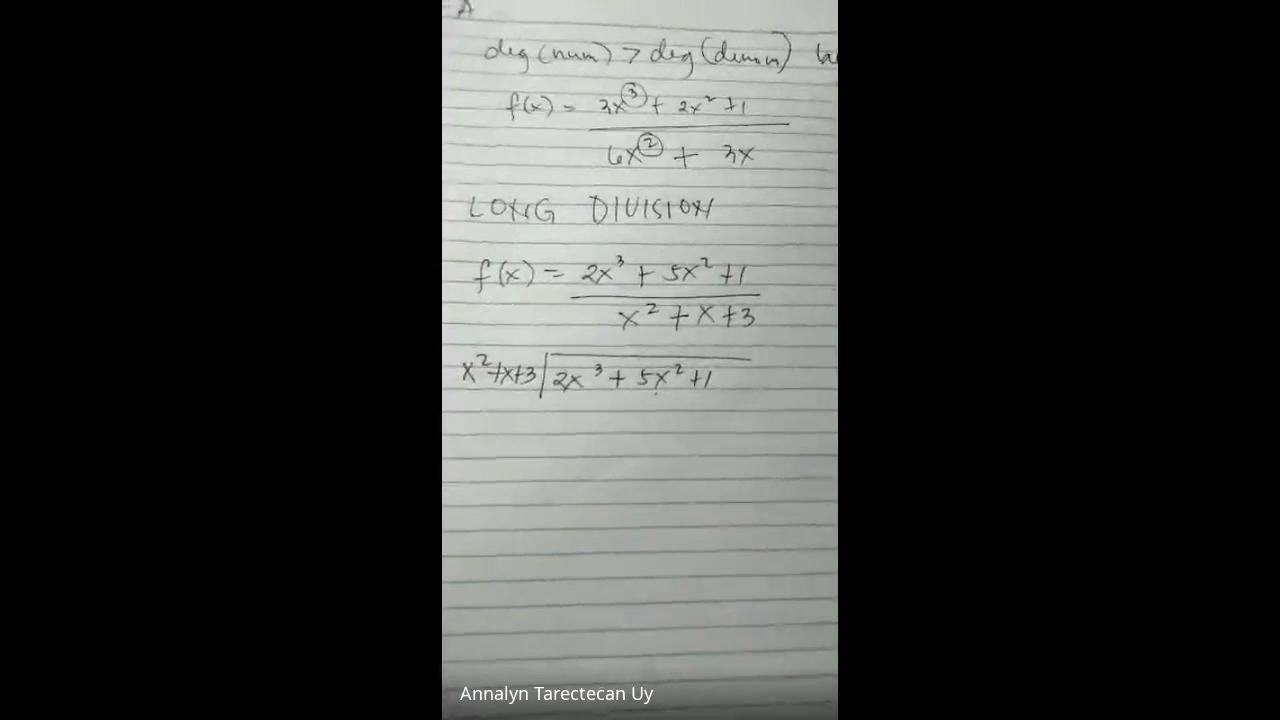 deg (num) > deg (denom)
f(x) = 3x³ + 2x² + 1
6x² + 3x
LONG DIVISION
f(x) = 2x³ + 5x² + 1
x² + x + 3
x² + x + 3 | 2x³ + 5x² + 1
Annalyn Tarectecan Uy